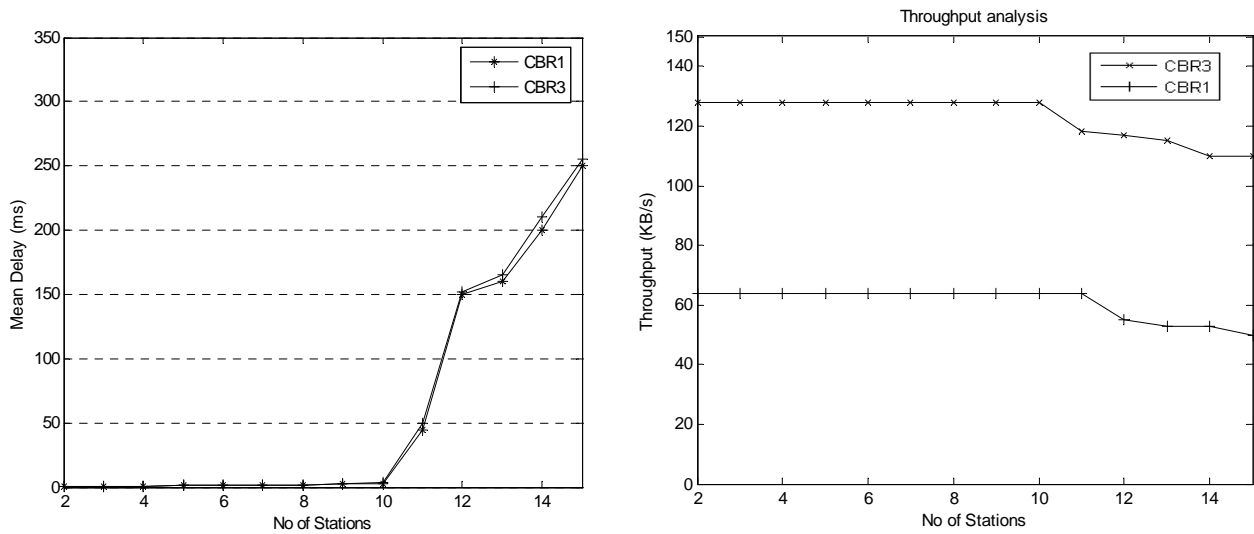 350
300
250
200
150
100
50
0
2 4 6 8 10 12 14
Mean Delay (ms)
No of Stations
CBR1
CBR3
Throughput analysis
150
140
120
100
80
60
40
20
0
2 4 6 8 10 12 14
Throughput (KB/s)
No of Stations
CBR3
CBR1